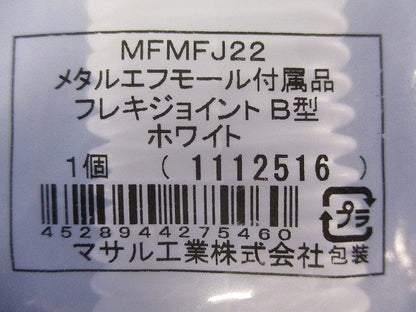 MFMFJ22
メタルエフモール付属品
フレキジョイント B型
ホワイト
1個 (1112516)
4528944275460
プラ
マサル工業株式会社 包装